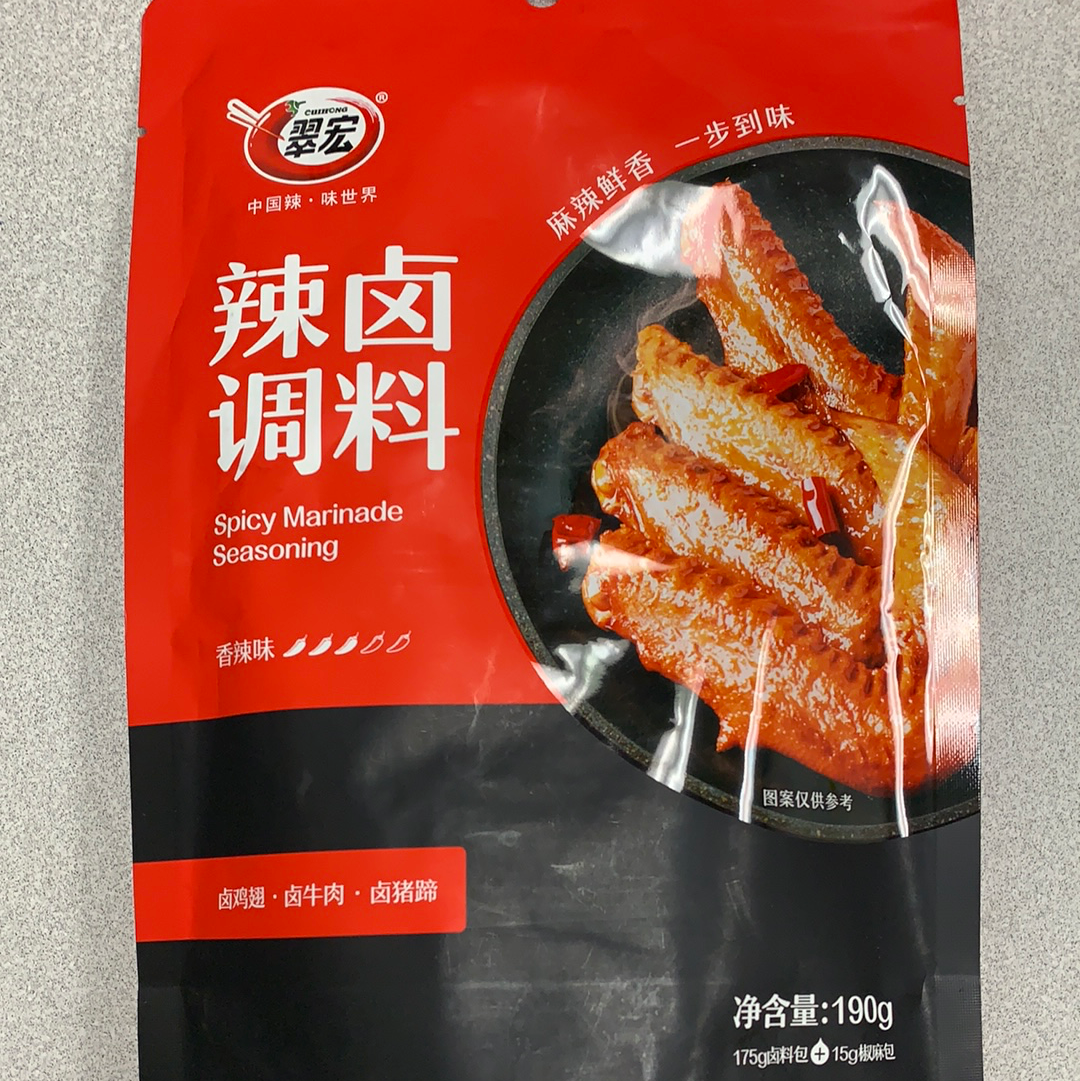 CUIHONG
翠宏
®
中国辣·味世界
麻辣鲜香 一步到味
辣卤
调料
Spicy Marinade
Seasoning
香辣味
图案仅供参考
卤鸡翅·卤牛肉·卤猪蹄
净含量:190g
175g卤料包+15g椒麻包